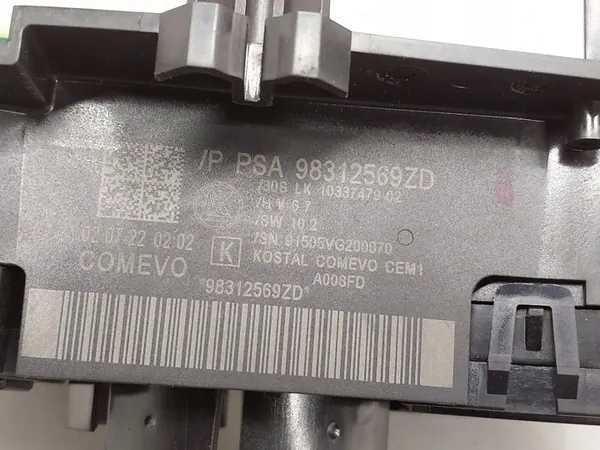 /P PSA 98312569ZD
/30S LK 10337479-02
/HW 6.7
/SW 10.2
02 07 22 02:02
/SN 91505VG200070
COMEVO
K
KOSTAL COMEVO CEM1
A008FD
*98312569ZD*